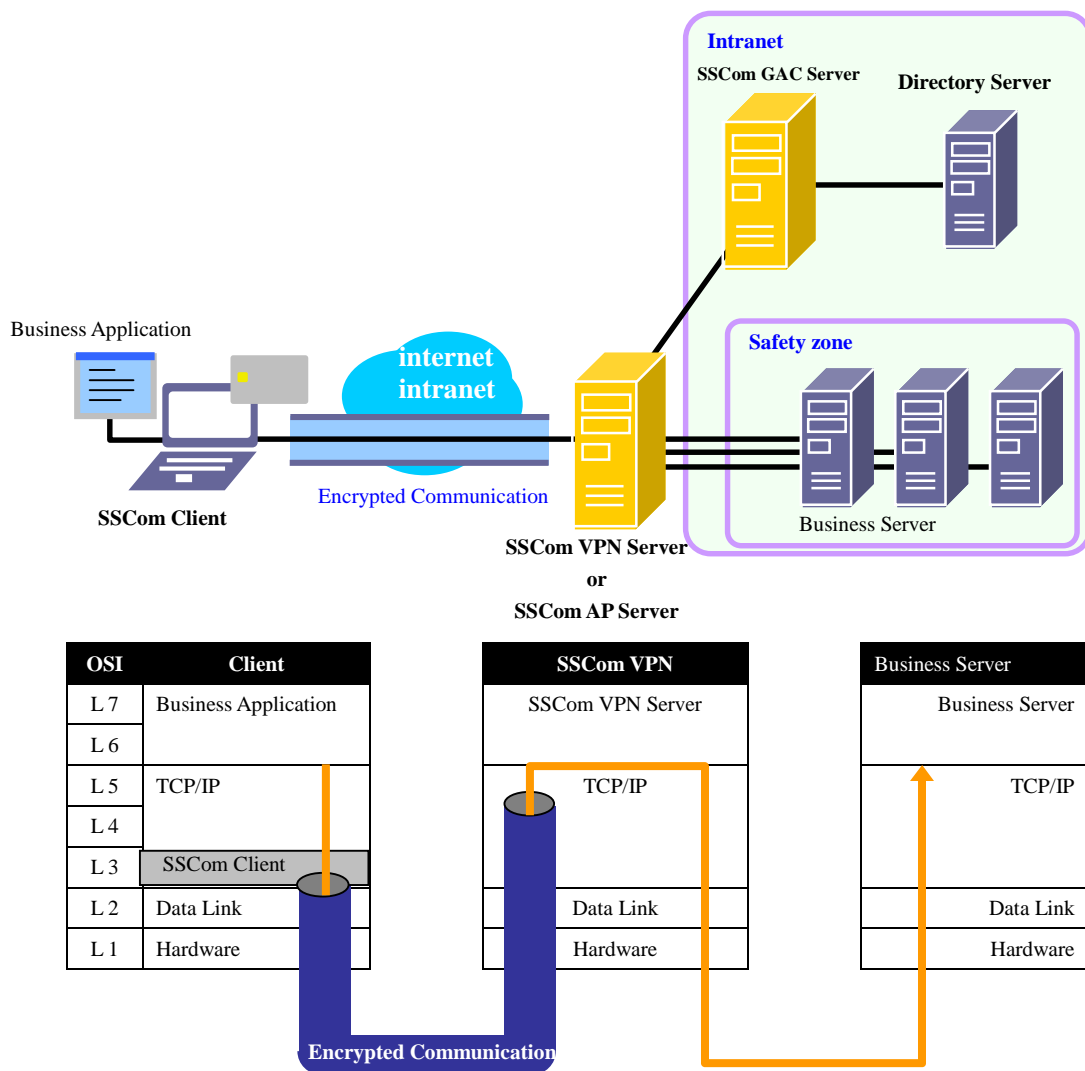 Intranet
SSCom GAC Server
Directory Server
Business Application
internet
intranet
Safety zone
Encrypted Communication
SSCom Client
Business Server
SSCom VPN Server
or
SSCom AP Server
OSI Client
L 7 Business Application
L 6
L 5 TCP/IP
L 4
L 3 SSCom Client
L 2 Data Link
L 1 Hardware
SSCom VPN
SSCom VPN Server
TCP/IP
Data Link
Hardware
Business Server
Business Server
TCP/IP
Data Link
Hardware
Encrypted Communication